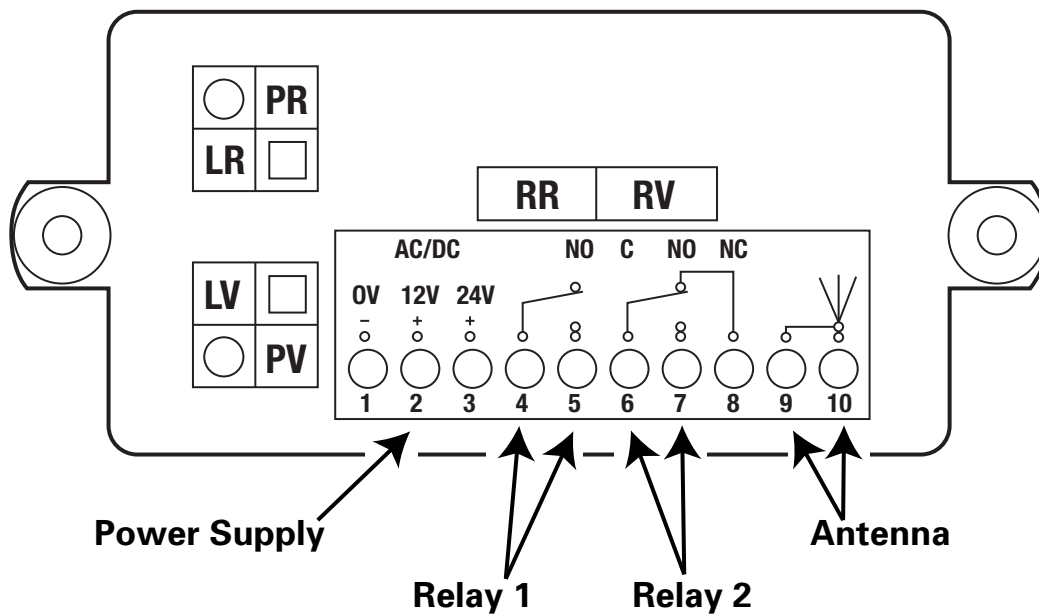 PR
LR
RR RV
AC/DC NO C NO NC
LV 0V 12V 24V
− + +
PV
1 2 3 4 5 6 7 8 9 10
Power Supply Antenna
Relay 1 Relay 2